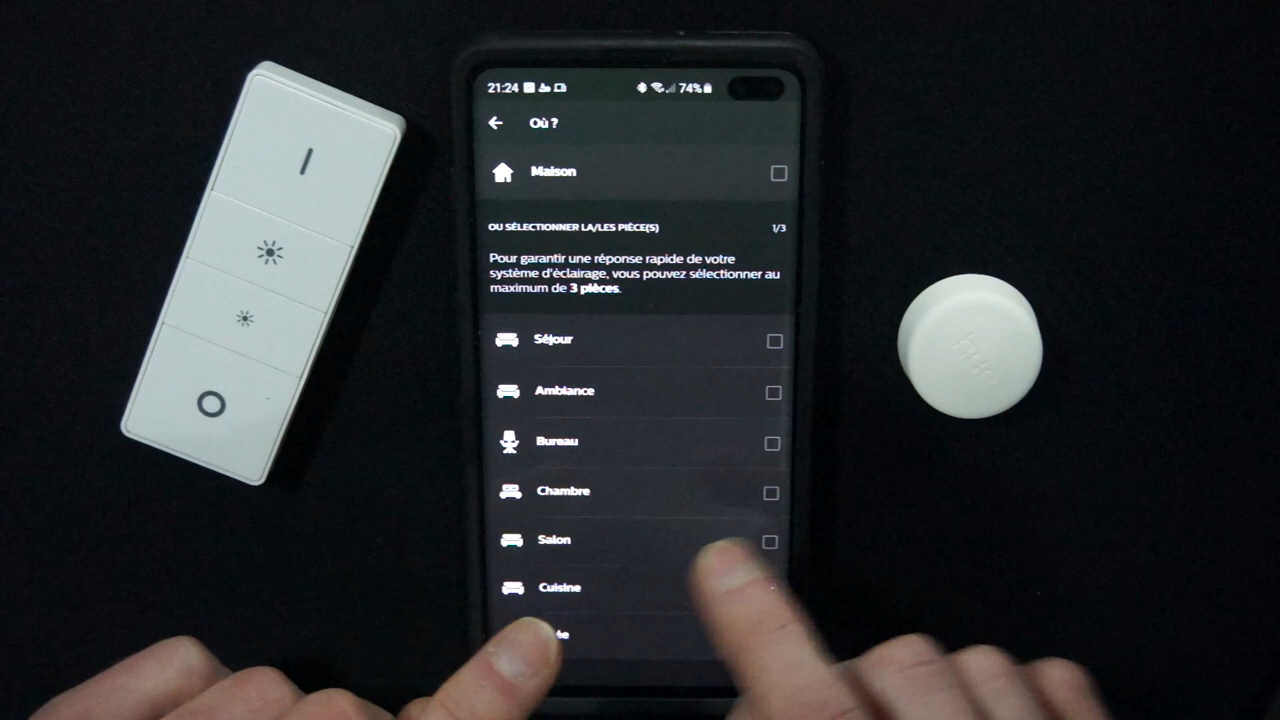 21:24
74%
Où ?
Maison
OU SÉLECTIONNER LA/LES PIÈCE(S)
1/3
Pour garantir une réponse rapide de votre
système d'éclairage, vous pouvez sélectionner au
maximum de 3 pièces.
Séjour
Ambiance
Bureau
Chambre
Salon
Cuisine
hue